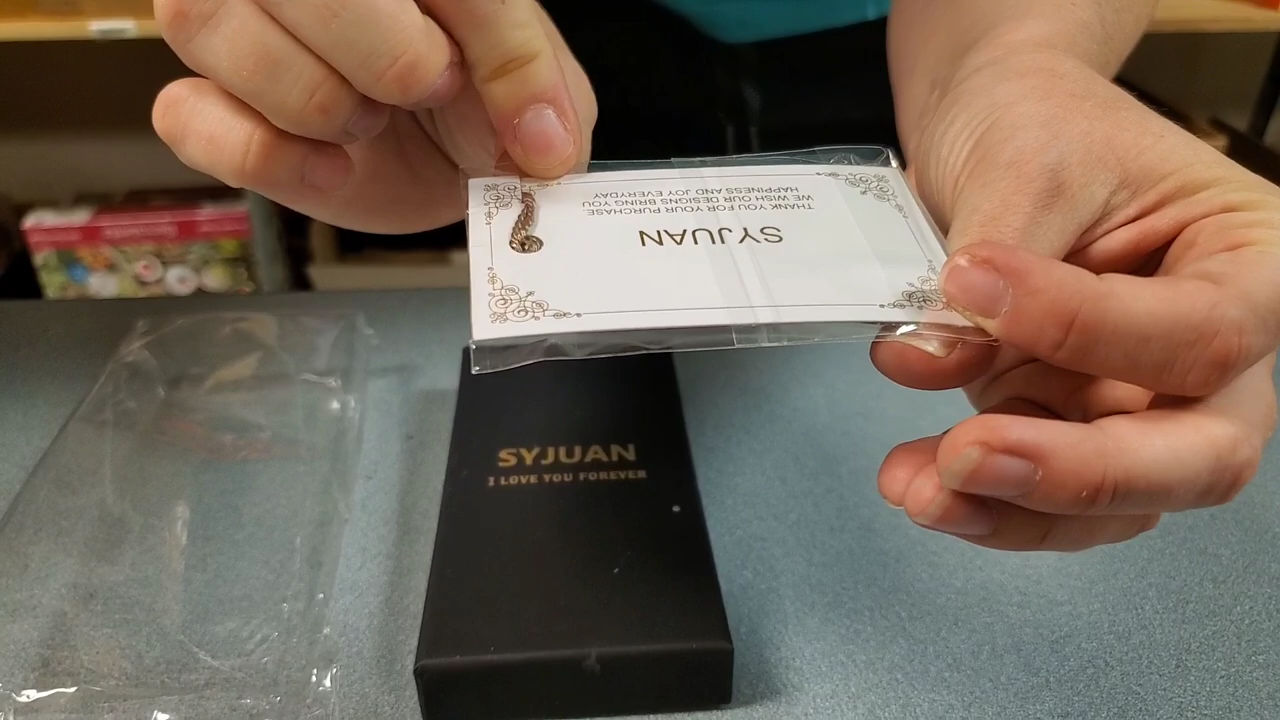 SYJUAN
THANK YOU FOR YOUR PURCHASE
WE WISH OUR DESIGNS BRING YOU
HAPPINESS AND JOY EVERYDAY
SYJUAN
I LOVE YOU FOREVER